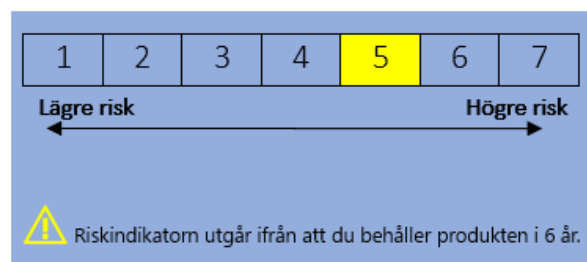 1 2 3 4 5 6 7
Lägre risk Högre risk
Riskindikatorn utgår ifrån att du behåller produkten i 6 år.